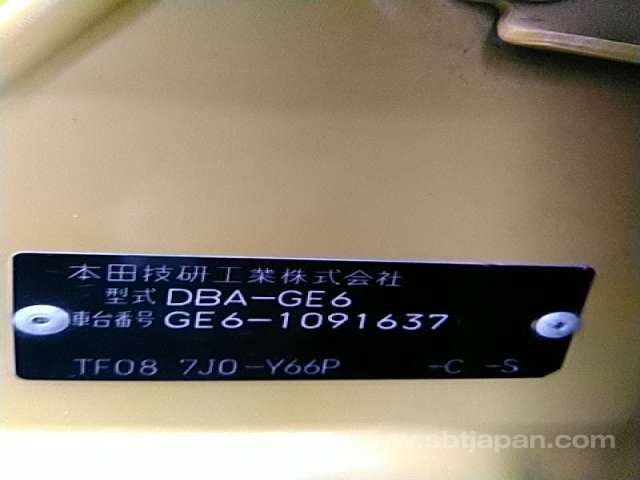 本田技研工業株式会社
型式 DBA-GE6
車台番号 GE6-1091637
TF08 7J0-Y66P -C -S
www.sbtjapan.com